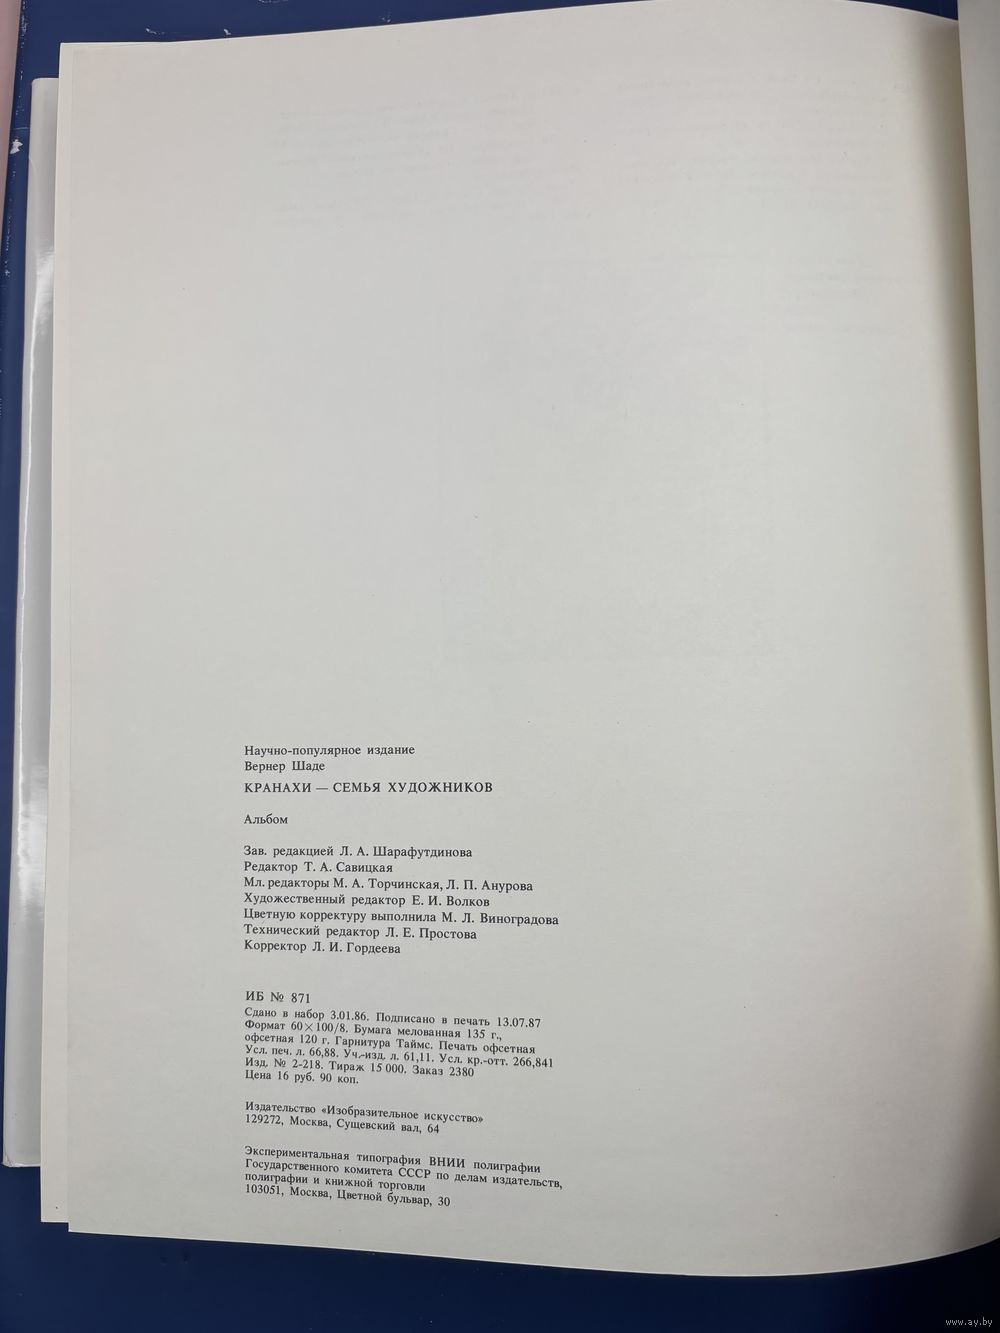 Научно-популярное издание
Вернер Шаде
КРАНАХИ — СЕМЬЯ ХУДОЖНИКОВ
Альбом
Зав. редакцией Л. А. Шарафутдинова
Редактор Т. А. Савицкая
Мл. редакторы М. А. Торчинская, Л. П. Анурова
Художественный редактор Е. И. Волков
Цветную корректуру выполнила М. Л. Виноградова
Технический редактор Л. Е. Простова
Корректор Л. И. Гордеева
ИБ № 871
Сдано в набор 3.01.86. Подписано в печать 13.07.87
Формат 60×100/8. Бумага мелованная 135 г.,
офсетная 120 г. Гарнитура Таймс. Печать офсетная
Усл. печ. л. 66,88. Уч.-изд. л. 61,11. Усл. кр.-отт. 266,841
Изд. № 2-218. Тираж 15 000. Заказ 2380
Цена 16 руб. 90 коп.
Издательство «Изобразительное искусство»
129272, Москва, Сущевский вал, 64
Экспериментальная типография ВНИИ полиграфии
Государственного комитета СССР по делам издательств,
полиграфии и книжной торговли
103051, Москва, Цветной бульвар, 30
www.ay.by